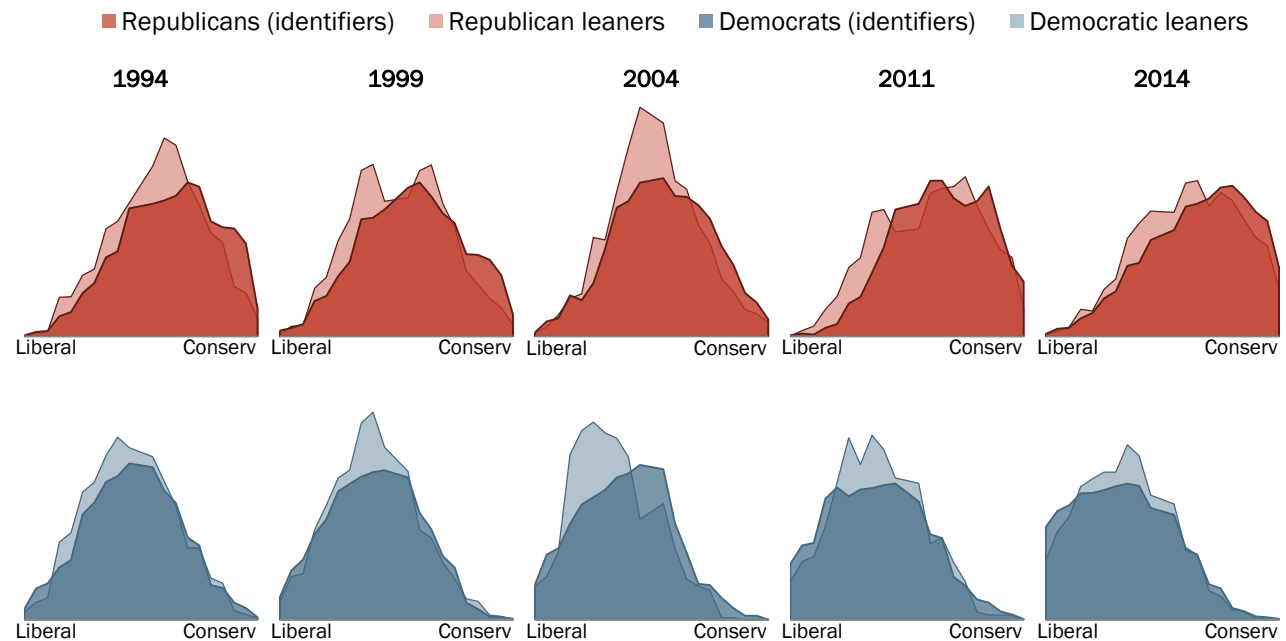 Republicans (identifiers) Republican leaners Democrats (identifiers) Democratic leaners
1994 1999 2004 2011 2014
Liberal Conserv Liberal Conserv Liberal Conserv Liberal Conserv Liberal Conserv
Liberal Conserv Liberal Conserv Liberal Conserv Liberal Conserv Liberal Conserv